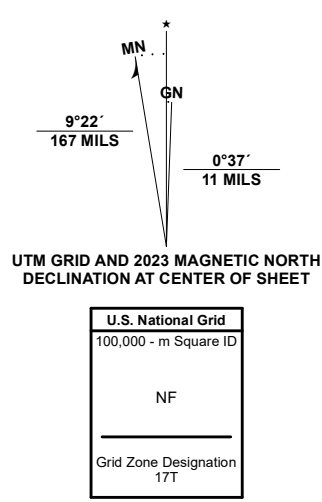 MN
GN
9°22´
167 MILS
0°37´
11 MILS
UTM GRID AND 2023 MAGNETIC NORTH
DECLINATION AT CENTER OF SHEET
U.S. National Grid
100,000 - m Square ID
NF
Grid Zone Designation
17T